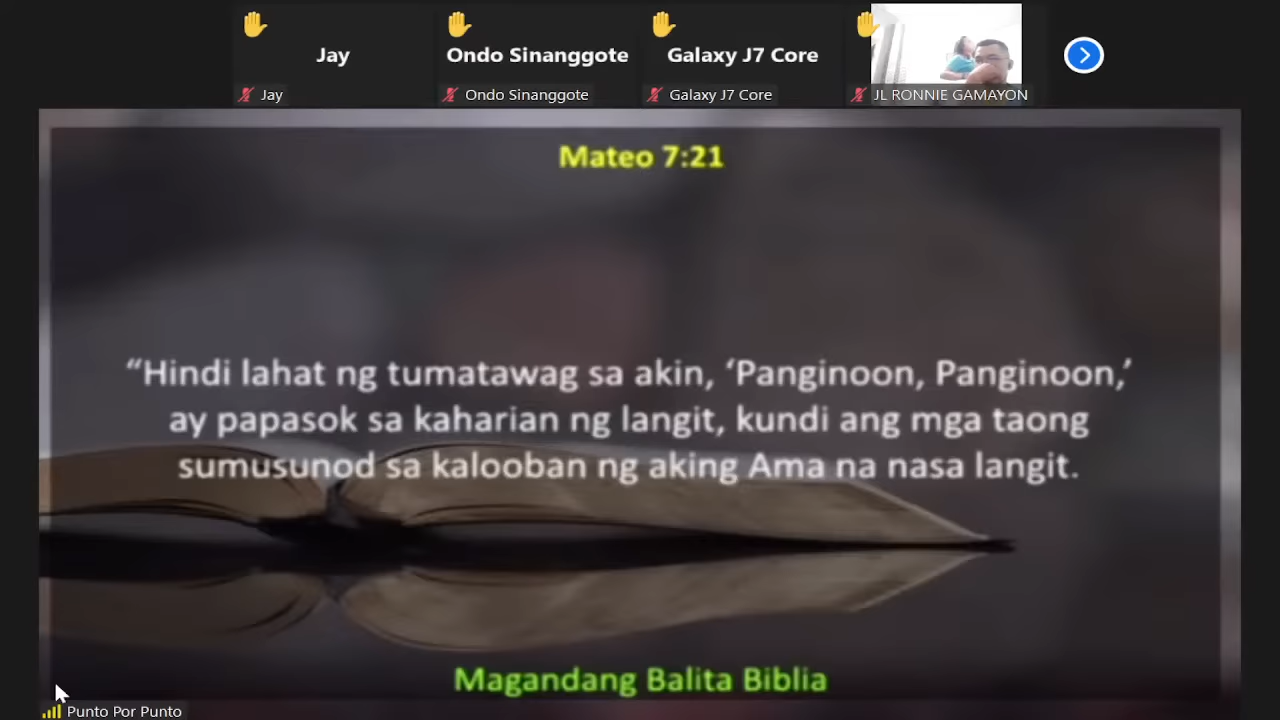 Jay
Ondo Sinanggote
Galaxy J7 Core
Jay
Ondo Sinanggote
Galaxy J7 Core
JL RONNIE GAMAYON
Mateo 7:21
“Hindi lahat ng tumatawag sa akin, ‘Panginoon, Panginoon,’
ay papasok sa kaharian ng langit, kundi ang mga taong
sumusunod sa kalooban ng aking Ama na nasa langit.
Magandang Balita Biblia
Punto Por Punto